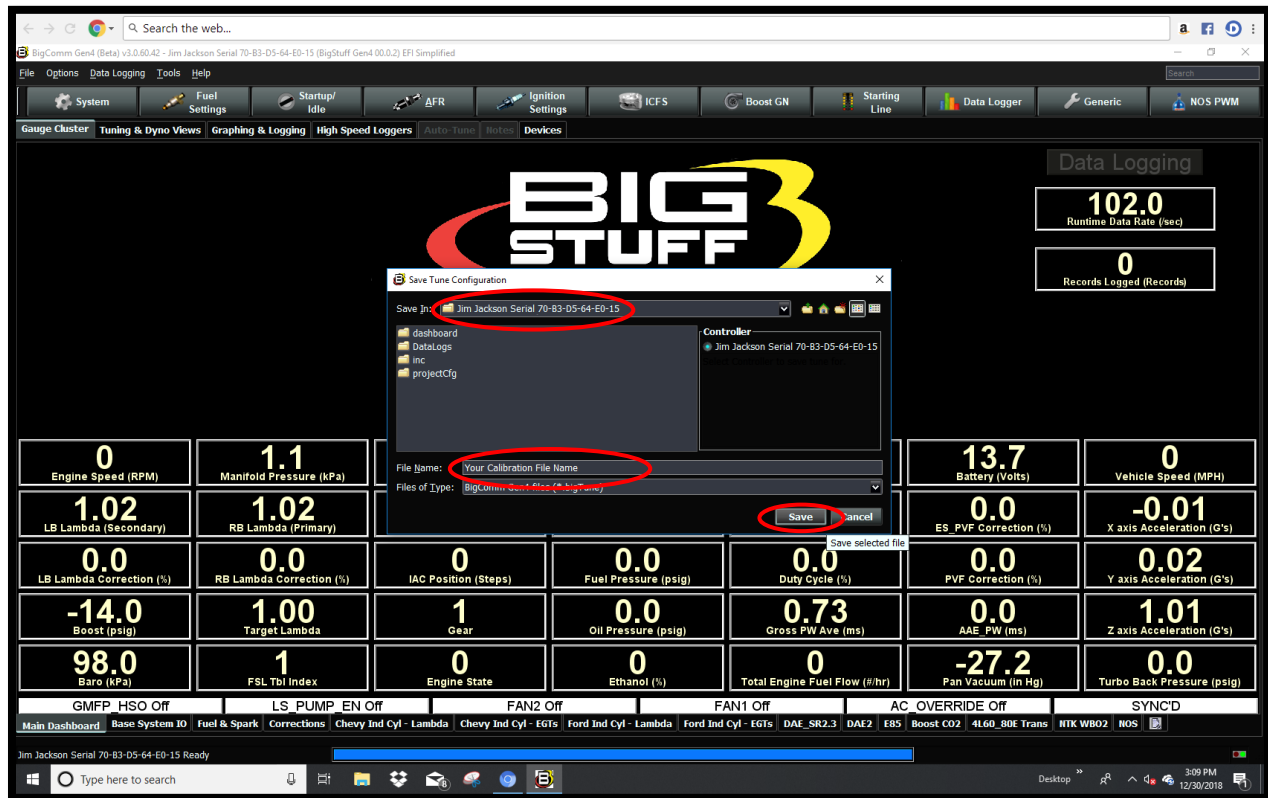 Search the web...
BigComm Gen4 (Beta) v3.0.60.42 - Jim Jackson Serial 70-B3-D5-64-E0-15 (BigStuff Gen4 00.0.2) EFI Simplified
File Options Data Logging Tools Help
Search
System
Fuel Settings
Startup/ Idle
AFR
Ignition Settings
ICFS
Boost GN
Starting Line
Data Logger
Generic
NOS PWM
Gauge Cluster Tuning & Dyno Views Graphing & Logging High Speed Loggers Auto-Tune Notes Devices
BIG 3
STUFF
Data Logging
102.0
Runtime Data Rate (/sec)
0
Records Logged (Records)
Save Tune Configuration
Save In: Jim Jackson Serial 70-B3-D5-64-E0-15
dashboard
DataLogs
inc
projectCfg
Controller
Jim Jackson Serial 70-B3-D5-64-E0-15
File Name: Your Calibration File Name
Files of Type: BigComm Gen4 files (*.bigTune)
Save Cancel
Save selected file
0
Engine Speed (RPM)
1.1
Manifold Pressure (kPa)
13.7
Battery (Volts)
0
Vehicle Speed (MPH)
1.02
LB Lambda (Secondary)
1.02
RB Lambda (Primary)
0.0
ES_PVF Correction (%)
-0.01
X axis Acceleration (G's)
0.0
LB Lambda Correction (%)
0.0
RB Lambda Correction (%)
0
IAC Position (Steps)
0.0
Fuel Pressure (psig)
0.0
Duty Cycle (%)
0.0
PVF Correction (%)
0.02
Y axis Acceleration (G's)
-14.0
Boost (psig)
1.00
Target Lambda
1
Gear
0.0
Oil Pressure (psig)
0.73
Gross PW Ave (ms)
0.0
AAE_PW (ms)
1.01
Z axis Acceleration (G's)
98.0
Baro (kPa)
1
FSL Tbl Index
0
Engine State
0
Ethanol (%)
0
Total Engine Fuel Flow (#/hr)
-27.2
Pan Vacuum (in Hg)
0.0
Turbo Back Pressure (psig)
GMFP_HSO Off LS_PUMP_EN Off FAN2 Off FAN1 Off AC_OVERRIDE Off SYNC'D
Main Dashboard Base System IO Fuel & Spark Corrections Chevy Ind Cyl - Lambda Chevy Ind Cyl - EGTs Ford Ind Cyl - Lambda Ford Ind Cyl - EGTs DAE_SR2.3 DAE2 E85 Boost CO2 4L60_80E Trans NTK WBO2 NOS
Jim Jackson Serial 70-B3-D5-64-E0-15 Ready
Type here to search
Desktop
3:09 PM
12/30/2018